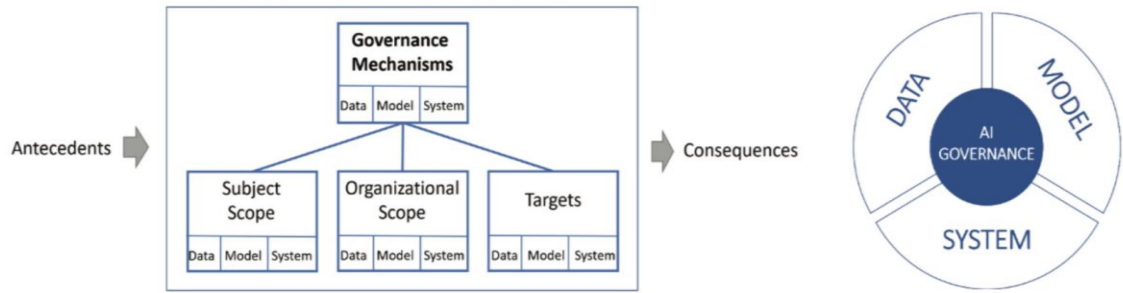 Antecedents
Governance
Mechanisms
Data Model System
Subject
Scope
Data Model System
Organizational
Scope
Data Model System
Targets
Data Model System
Consequences
DATA
MODEL
AI
GOVERNANCE
SYSTEM